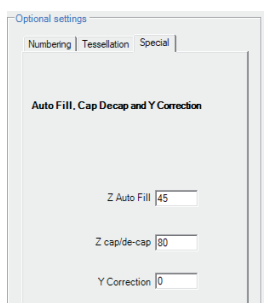 Optional settings
Numbering Tessellation Special
Auto Fill, Cap Decap and Y Correction
Z Auto Fill 45
Z cap/de-cap 80
Y Correction 0